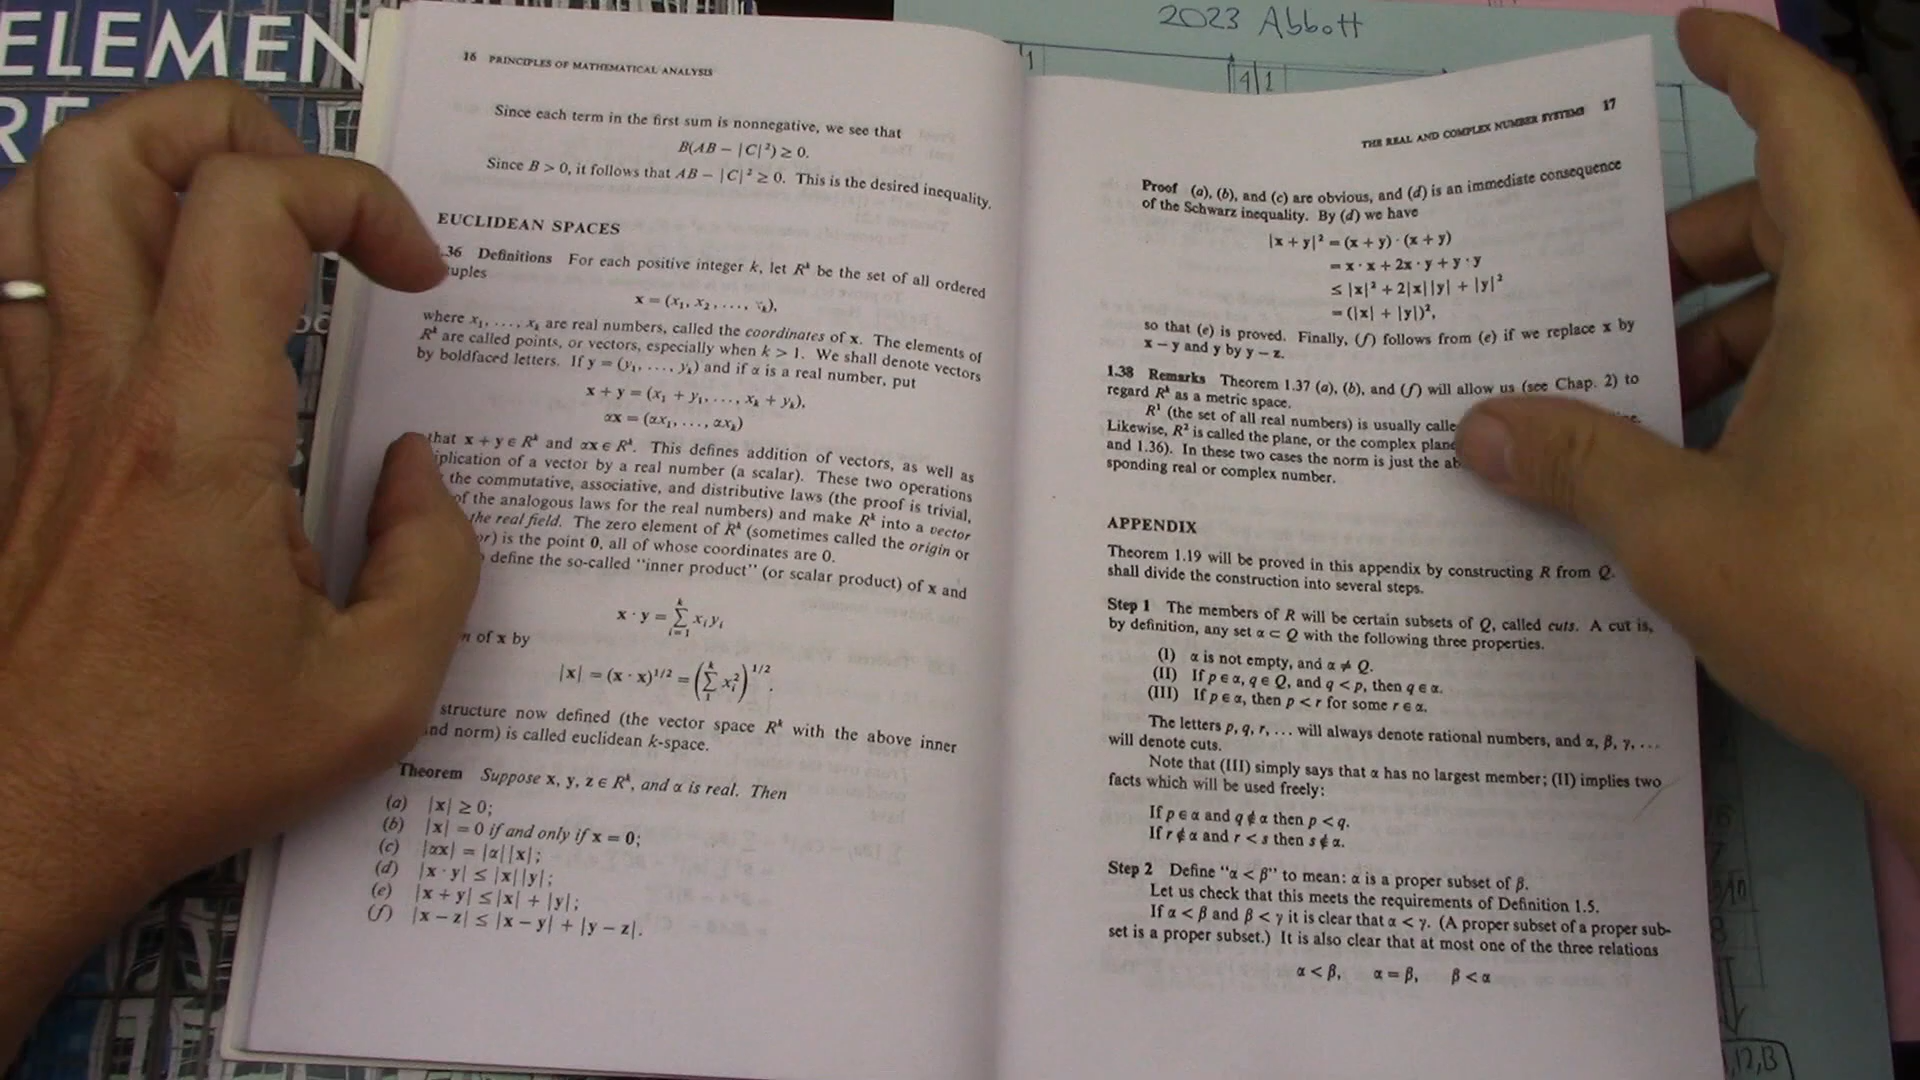 ELEMEN
RE
2023 Abbott
1
4 1
16 PRINCIPLES OF MATHEMATICAL ANALYSIS
Since each term in the first sum is nonnegative, we see that
B(AB − |C|²) ≥ 0.
Since B > 0, it follows that AB − |C|² ≥ 0. This is the desired inequality.
EUCLIDEAN SPACES
.36 Definitions For each positive integer k, let Rᵏ be the set of all ordered
uples
x = (x₁, x₂, ..., xₖ),
where x₁, ..., xₖ are real numbers, called the coordinates of x. The elements of
Rᵏ are called points, or vectors, especially when k > 1. We shall denote vectors
by boldfaced letters. If y = (y₁, ..., yₖ) and if α is a real number, put
x + y = (x₁ + y₁, ..., xₖ + yₖ),
αx = (αx₁, ..., αxₖ)
that x + y ∈ Rᵏ and αx ∈ Rᵏ. This defines addition of vectors, as well as
iplication of a vector by a real number (a scalar). These two operations
the commutative, associative, and distributive laws (the proof is trivial,
of the analogous laws for the real numbers) and make Rᵏ into a vector
the real field. The zero element of Rᵏ (sometimes called the origin or
or) is the point 0, all of whose coordinates are 0.
define the so-called "inner product" (or scalar product) of x and
x · y = ∑ᵢ₌₁ᵏ xᵢyᵢ
of x by
|x| = (x · x)^1/2 = (∑₁ᵏ xᵢ²)^1/2.
structure now defined (the vector space Rᵏ with the above inner
nd norm) is called euclidean k-space.
Theorem Suppose x, y, z ∈ Rᵏ, and α is real. Then
(a) |x| ≥ 0;
(b) |x| = 0 if and only if x = 0;
(c) |αx| = |α||x|;
(d) |x · y| ≤ |x||y|;
(e) |x + y| ≤ |x| + |y|;
(f) |x − z| ≤ |x − y| + |y − z|.
THE REAL AND COMPLEX NUMBER SYSTEMS 17
Proof (a), (b), and (c) are obvious, and (d) is an immediate consequence
of the Schwarz inequality. By (d) we have
|x + y|² = (x + y) · (x + y)
= x · x + 2x · y + y · y
≤ |x|² + 2|x||y| + |y|²
= (|x| + |y|)²,
so that (e) is proved. Finally, (f) follows from (e) if we replace x by
x − y and y by y − z.
1.38 Remarks Theorem 1.37 (a), (b), and (f) will allow us (see Chap. 2) to
regard Rᵏ as a metric space.
R¹ (the set of all real numbers) is usually calle
Likewise, R² is called the plane, or the complex plane
and 1.36). In these two cases the norm is just the ab
sponding real or complex number.
APPENDIX
Theorem 1.19 will be proved in this appendix by constructing R from Q.
shall divide the construction into several steps.
Step 1 The members of R will be certain subsets of Q, called cuts. A cut is,
by definition, any set α ⊂ Q with the following three properties.
(I) α is not empty, and α ≠ Q.
(II) If p ∈ α, q ∈ Q, and q < p, then q ∈ α.
(III) If p ∈ α, then p < r for some r ∈ α.
The letters p, q, r, ... will always denote rational numbers, and α, β, γ, ...
will denote cuts.
Note that (III) simply says that α has no largest member; (II) implies two
facts which will be used freely:
If p ∈ α and q ∉ α then p < q.
If r ∉ α and r < s then s ∉ α.
Step 2 Define "α < β" to mean: α is a proper subset of β.
Let us check that this meets the requirements of Definition 1.5.
If α < β and β < γ it is clear that α < γ. (A proper subset of a proper sub-
set is a proper subset.) It is also clear that at most one of the three relations
α < β, α = β, β < α
12,13